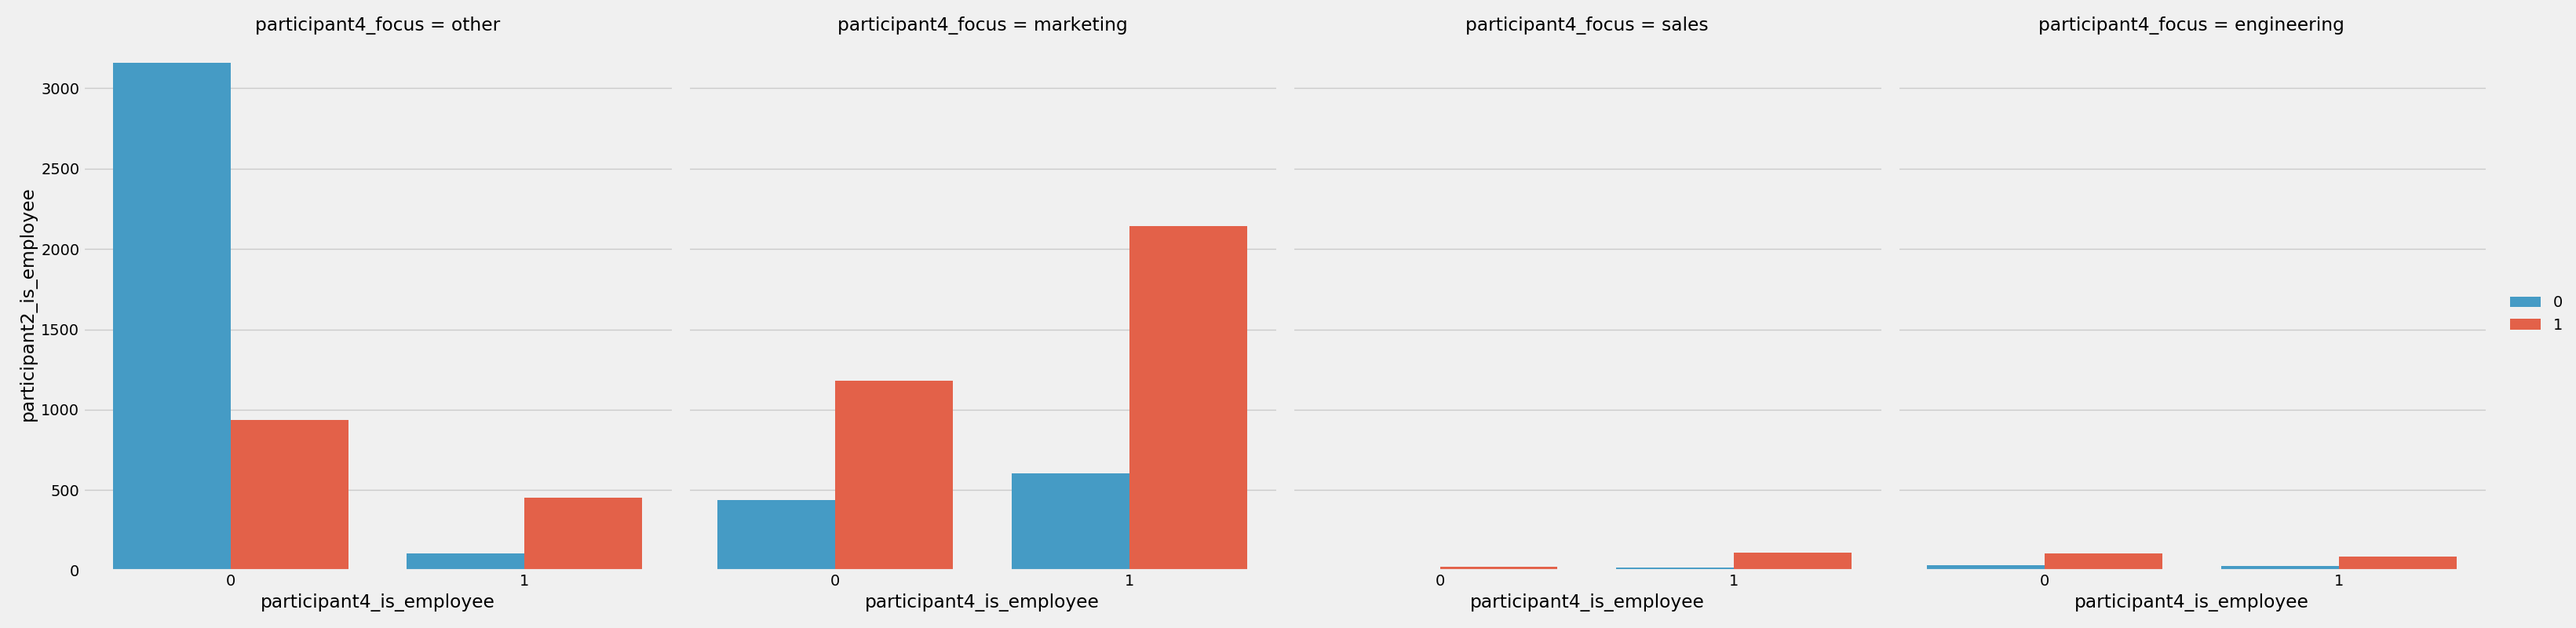 participant4_focus = other
participant4_focus = marketing
participant4_focus = sales
participant4_focus = engineering
participant2_is_employee
3000
2500
2000
1500
1000
500
0
0 1
0 1
0 1
0 1
participant4_is_employee
participant4_is_employee
participant4_is_employee
participant4_is_employee
0
1